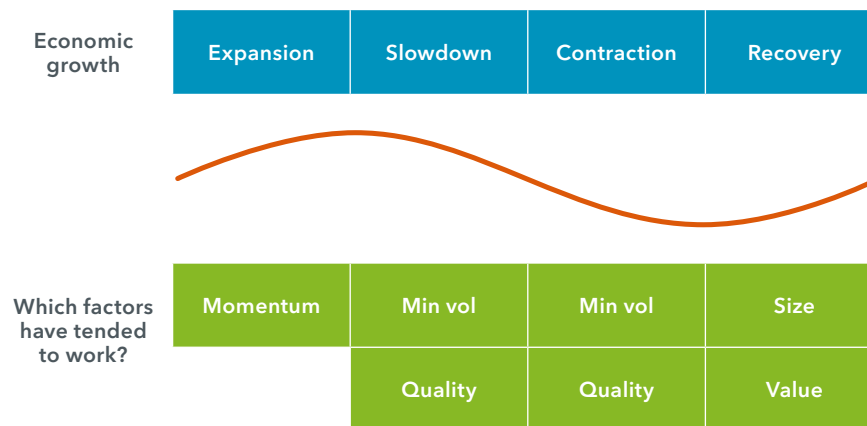 Economic
growth
Expansion
Slowdown
Contraction
Recovery
Which factors
have tended
to work?
Momentum
Min vol
Min vol
Size
Quality
Quality
Value